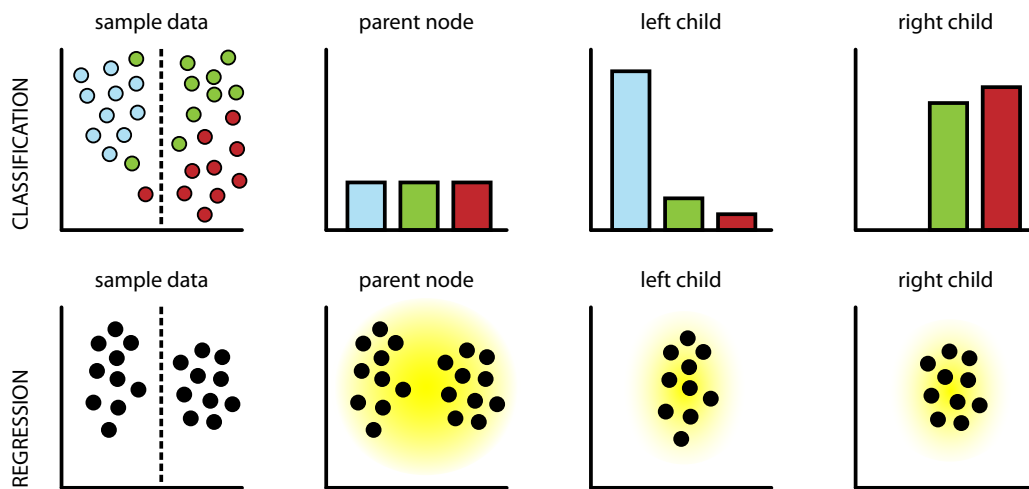 sample data
parent node
left child
right child
CLASSIFICATION
sample data
parent node
left child
right child
REGRESSION